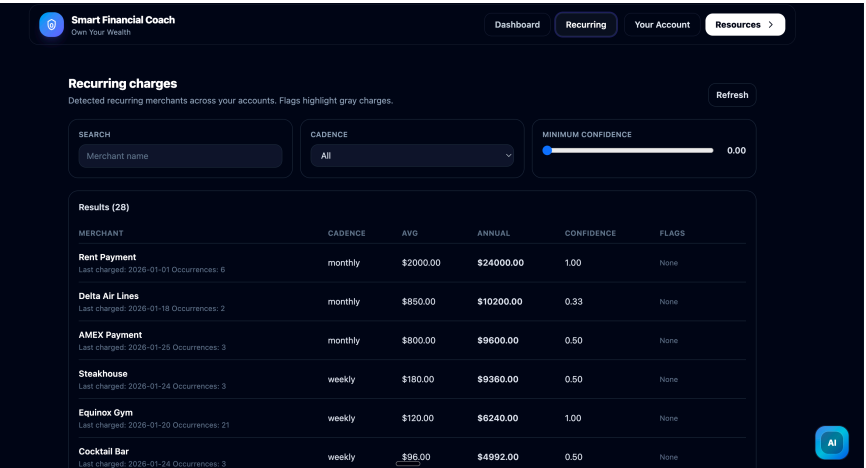 Smart Financial Coach
Own Your Wealth
Dashboard
Recurring
Your Account
Resources >
Recurring charges
Detected recurring merchants across your accounts. Flags highlight gray charges.
Refresh
SEARCH
Merchant name
CADENCE
All
MINIMUM CONFIDENCE
0.00
Results (28)
MERCHANT CADENCE AVG ANNUAL CONFIDENCE FLAGS
Rent Payment
Last charged: 2026-01-01 Occurrences: 6
monthly $2000.00 $24000.00 1.00 None
Delta Air Lines
Last charged: 2026-01-18 Occurrences: 2
monthly $850.00 $10200.00 0.33 None
AMEX Payment
Last charged: 2026-01-25 Occurrences: 3
monthly $800.00 $9600.00 0.50 None
Steakhouse
Last charged: 2026-01-24 Occurrences: 3
weekly $180.00 $9360.00 0.50 None
Equinox Gym
Last charged: 2026-01-20 Occurrences: 21
weekly $120.00 $6240.00 1.00 None
Cocktail Bar
Last charged: 2026-01-24 Occurrences: 3
weekly $96.00 $4992.00 0.50 None
AI